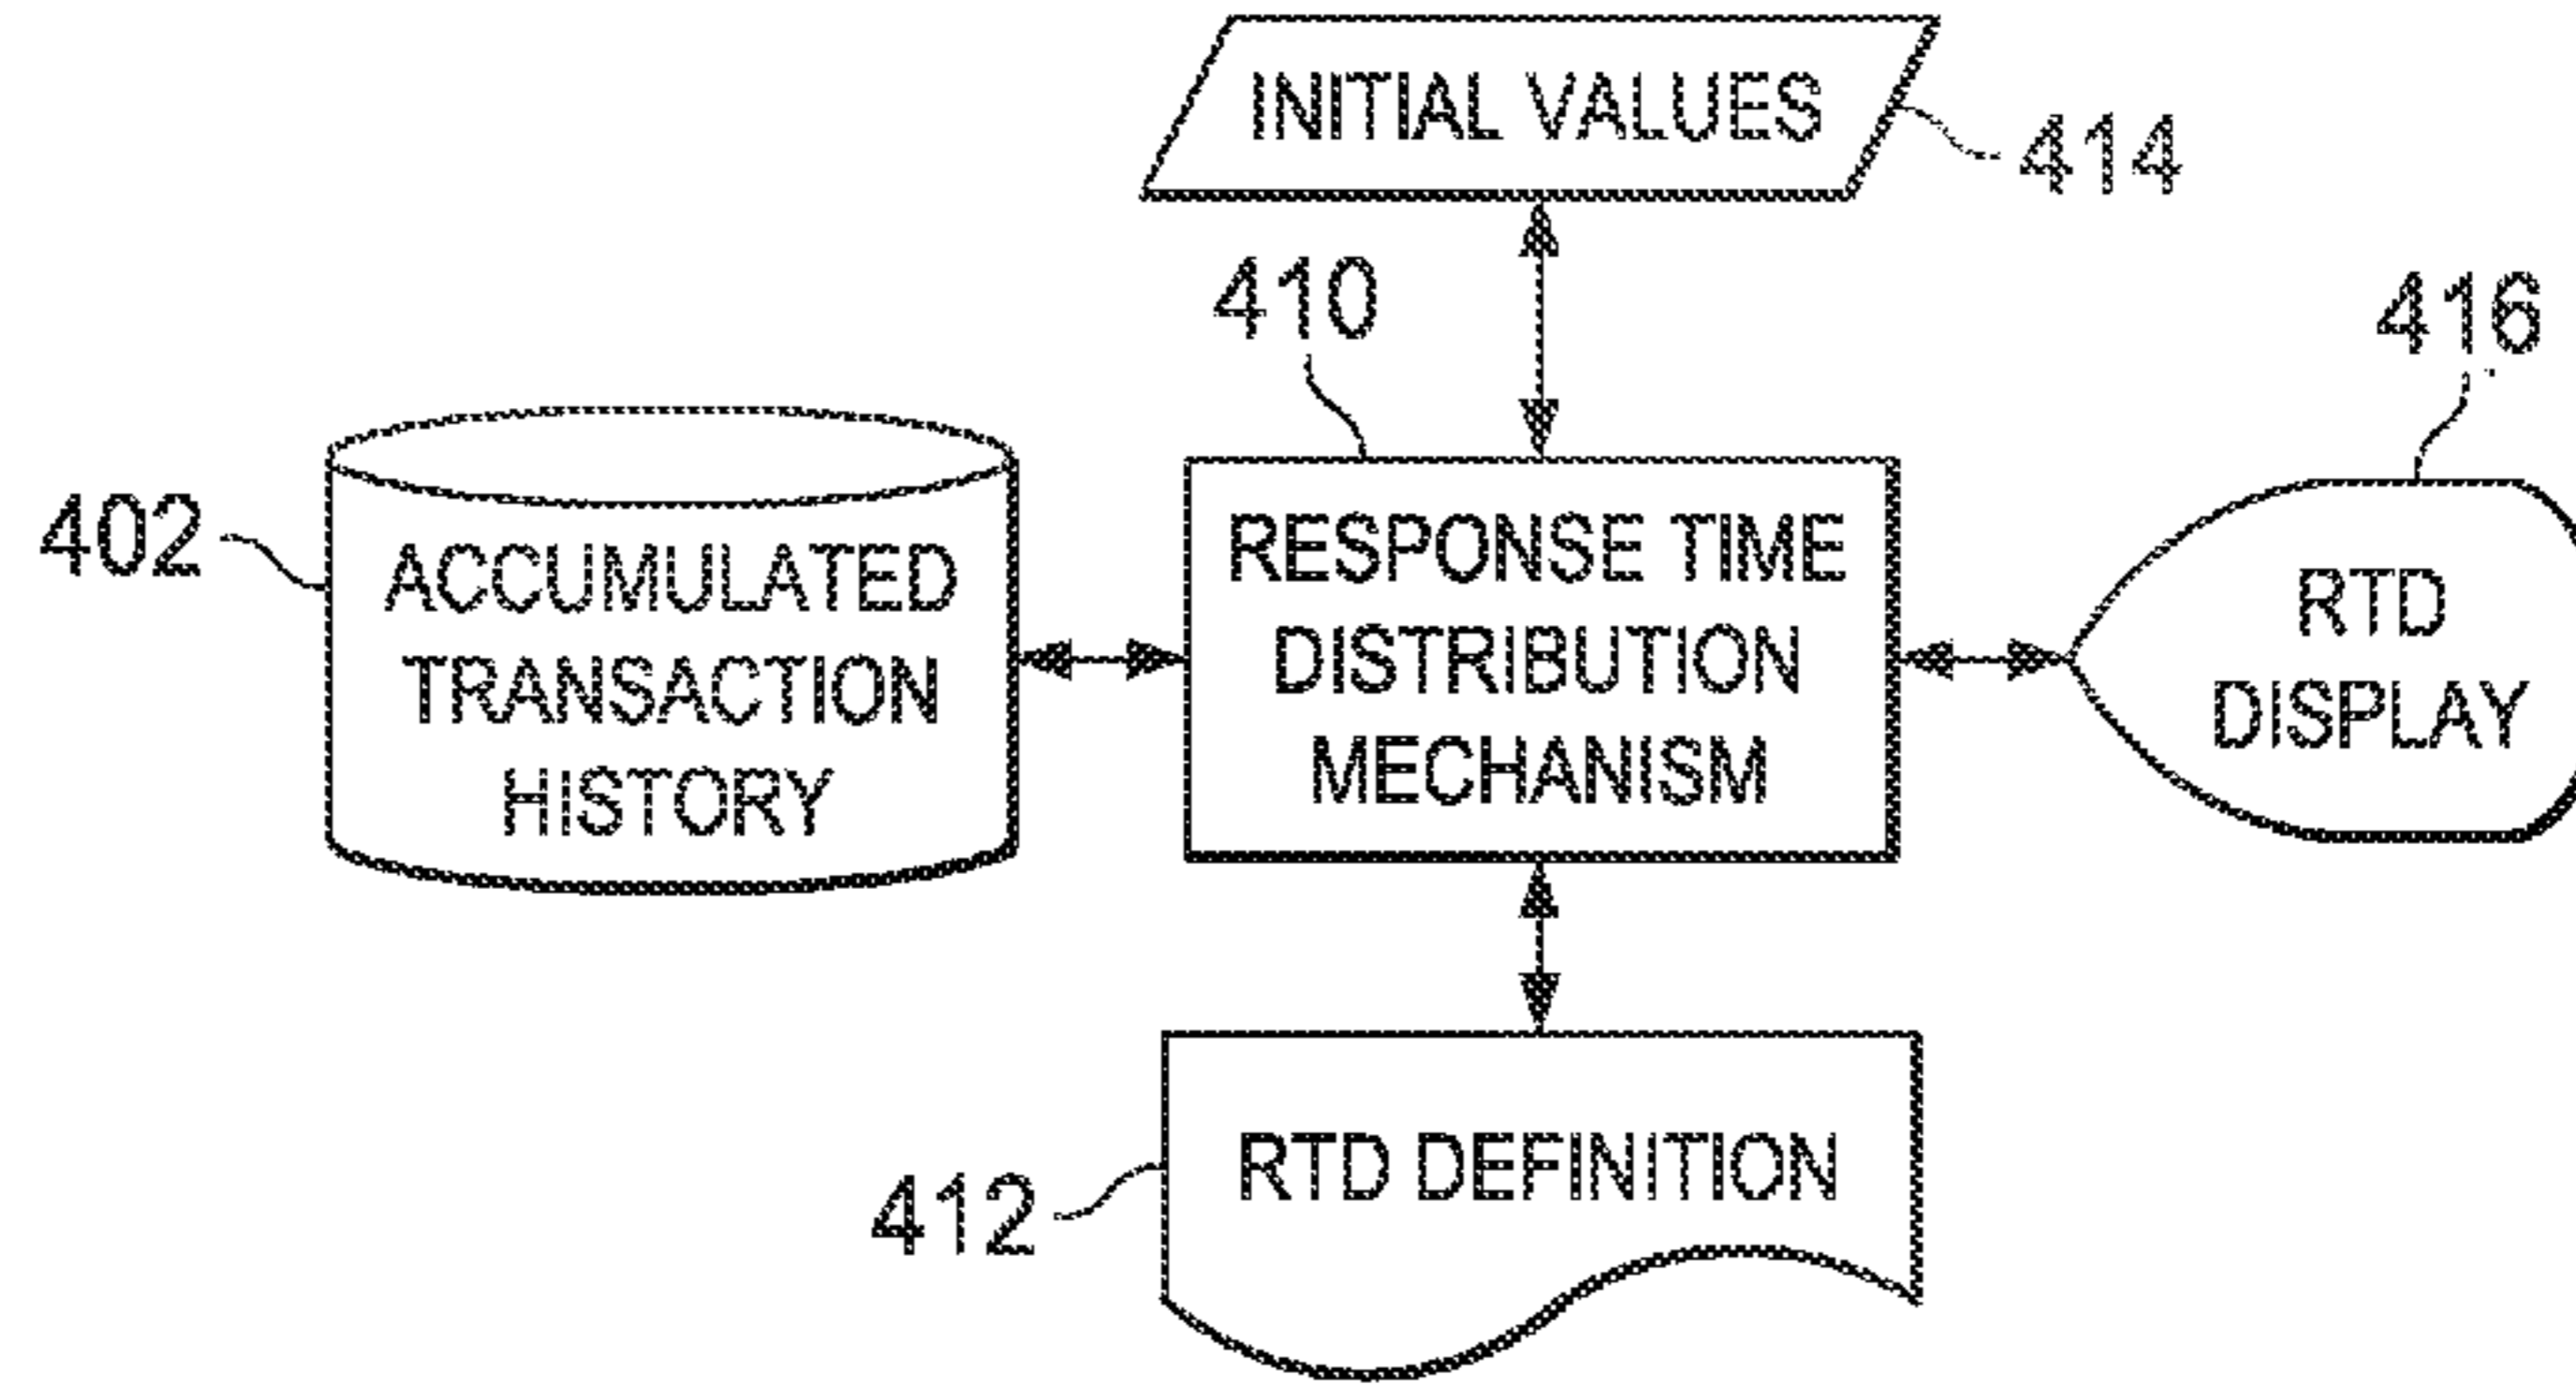 INITIAL VALUES
414
410
416
402
ACCUMULATED
TRANSACTION
HISTORY
RESPONSE TIME
DISTRIBUTION
MECHANISM
RTD
DISPLAY
412
RTD DEFINITION